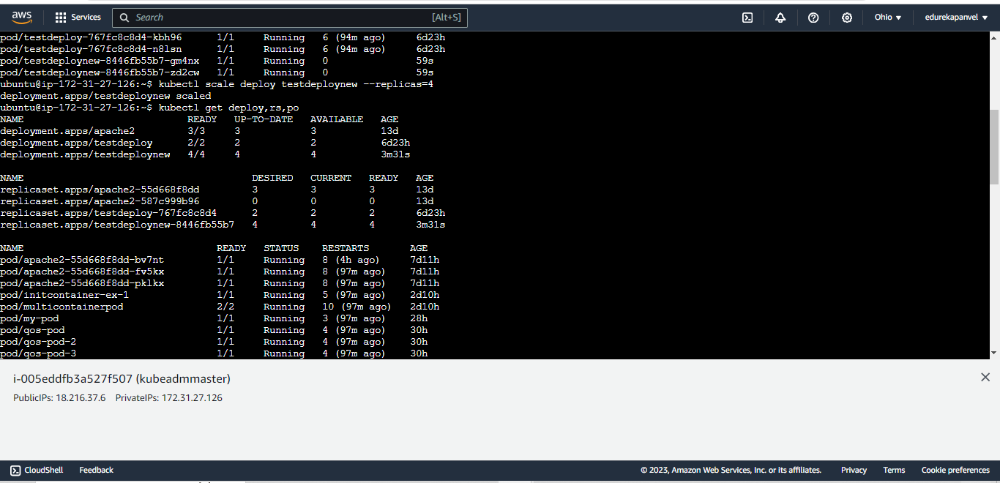 aws Services Search [Alt+S] Ohio edurekapanvel
pod/testdeploy-767fc8c8d4-kbh96 1/1 Running 6 (94m ago) 6d23h
pod/testdeploy-767fc8c8d4-n8lsn 1/1 Running 6 (94m ago) 6d23h
pod/testdeploynew-8446fb55b7-gm4nx 1/1 Running 0 59s
pod/testdeploynew-8446fb55b7-zd2cw 1/1 Running 0 59s
ubuntu@ip-172-31-27-126:~$ kubectl scale deploy testdeploynew --replicas=4
deployment.apps/testdeploynew scaled
ubuntu@ip-172-31-27-126:~$ kubectl get deploy,rs,po
NAME READY UP-TO-DATE AVAILABLE AGE
deployment.apps/apache2 3/3 3 3 13d
deployment.apps/testdeploy 2/2 2 2 6d23h
deployment.apps/testdeploynew 4/4 4 4 3m31s
NAME DESIRED CURRENT READY AGE
replicaset.apps/apache2-55d668f8dd 3 3 3 13d
replicaset.apps/apache2-587c999b96 0 0 0 13d
replicaset.apps/testdeploy-767fc8c8d4 2 2 2 6d23h
replicaset.apps/testdeploynew-8446fb55b7 4 4 4 3m31s
NAME READY STATUS RESTARTS AGE
pod/apache2-55d668f8dd-bv7nt 1/1 Running 8 (4h ago) 7d11h
pod/apache2-55d668f8dd-fv5kx 1/1 Running 8 (97m ago) 7d11h
pod/apache2-55d668f8dd-pklkx 1/1 Running 8 (97m ago) 7d11h
pod/initcontainer-ex-1 1/1 Running 5 (97m ago) 2d10h
pod/multicontainerpod 2/2 Running 10 (97m ago) 2d10h
pod/my-pod 1/1 Running 3 (97m ago) 28h
pod/qos-pod 1/1 Running 4 (97m ago) 30h
pod/qos-pod-2 1/1 Running 4 (97m ago) 30h
pod/qos-pod-3 1/1 Running 4 (97m ago) 30h
i-005eddfb3a527f507 (kubeadmmaster)
PublicIPs: 18.216.37.6 PrivateIPs: 172.31.27.126
CloudShell Feedback © 2023, Amazon Web Services, Inc. or its affiliates. Privacy Terms Cookie preferences